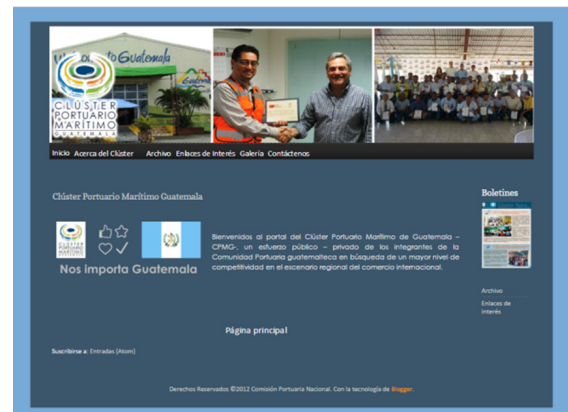 to Guatemala
CLÚSTER
PORTUARIO
MARÍTIMO
GUATEMALA
Inicio Acerca del Clúster Archivo Enlaces de Interés Galería Contáctenos
Clúster Portuario Marítimo Guatemala
Boletines
CLÚSTER
PORTUARIO
MARÍTIMO
Nos importa Guatemala
Bienvenidos al portal del Clúster Portuario Marítimo de Guatemala –
CPMG-, un esfuerzo público – privado de los integrantes de la
Comunidad Portuaria guatemalteca en búsqueda de un mayor nivel de
competitividad en el escenario regional del comercio internacional.
Archivo
Enlaces de
interés
Página principal
Suscribirse a: Entradas (Atom)
Derechos Reservados ©2012 Comisión Portuaria Nacional. Con la tecnología de Blogger.